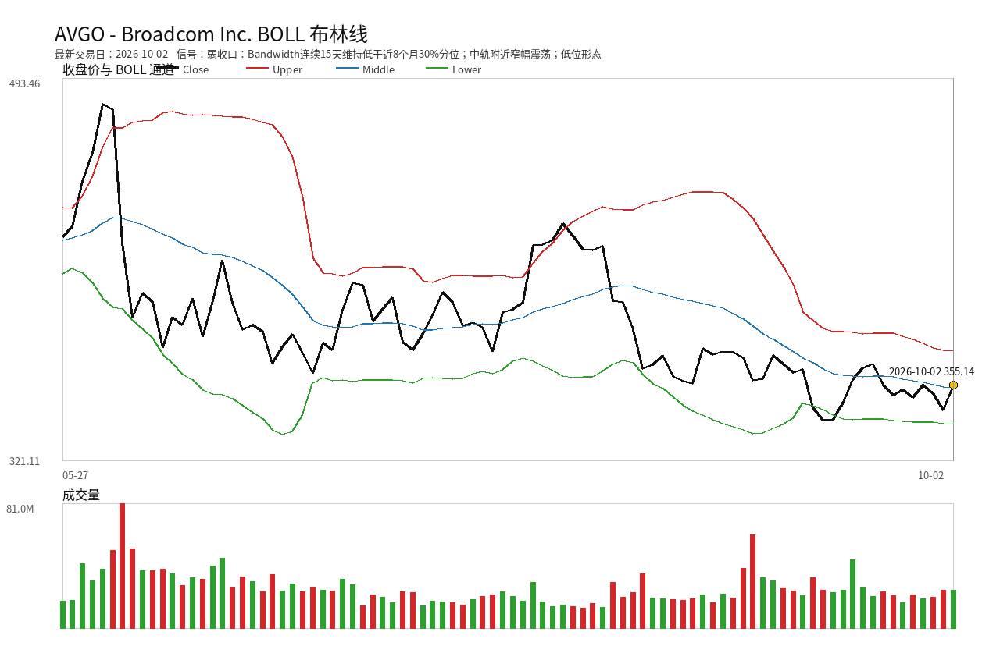 AVGO - Broadcom Inc. BOLL 布林线
最新交易日：2026-10-02 信号：弱收口：Bandwidth连续15天维持低于近8个月30%分位；中轨附近窄幅震荡；低位形态
收盘价与 BOLL 通道 Close Upper Middle Lower
493.46
2026-10-02 355.14
321.11
05-27 10-02
成交量
81.0M